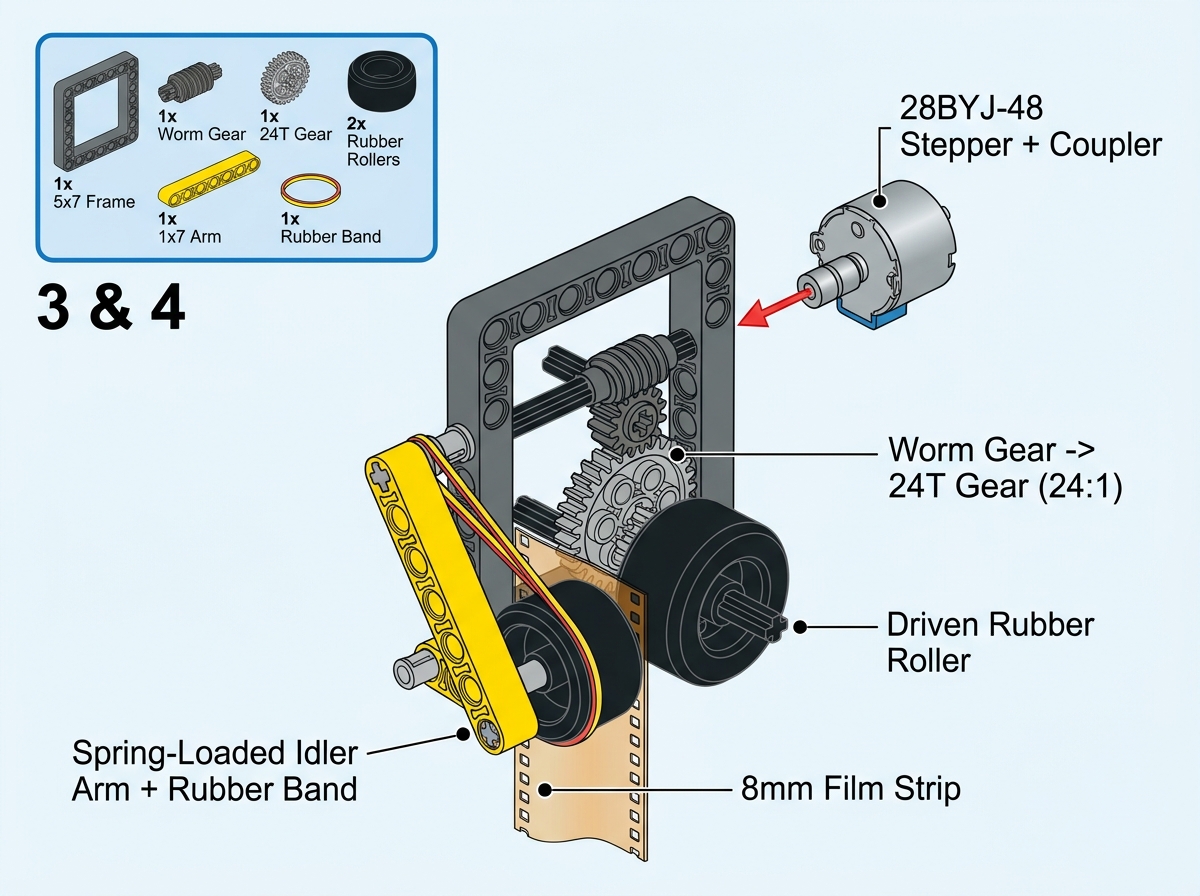 1x
5x7 Frame
1x
Worm Gear
1x
24T Gear
2x
Rubber
Rollers
1x
1x7 Arm
1x
Rubber Band
3 & 4
28BYJ-48
Stepper + Coupler
Worm Gear ->
24T Gear (24:1)
Driven Rubber
Roller
Spring-Loaded Idler
Arm + Rubber Band
8mm Film Strip